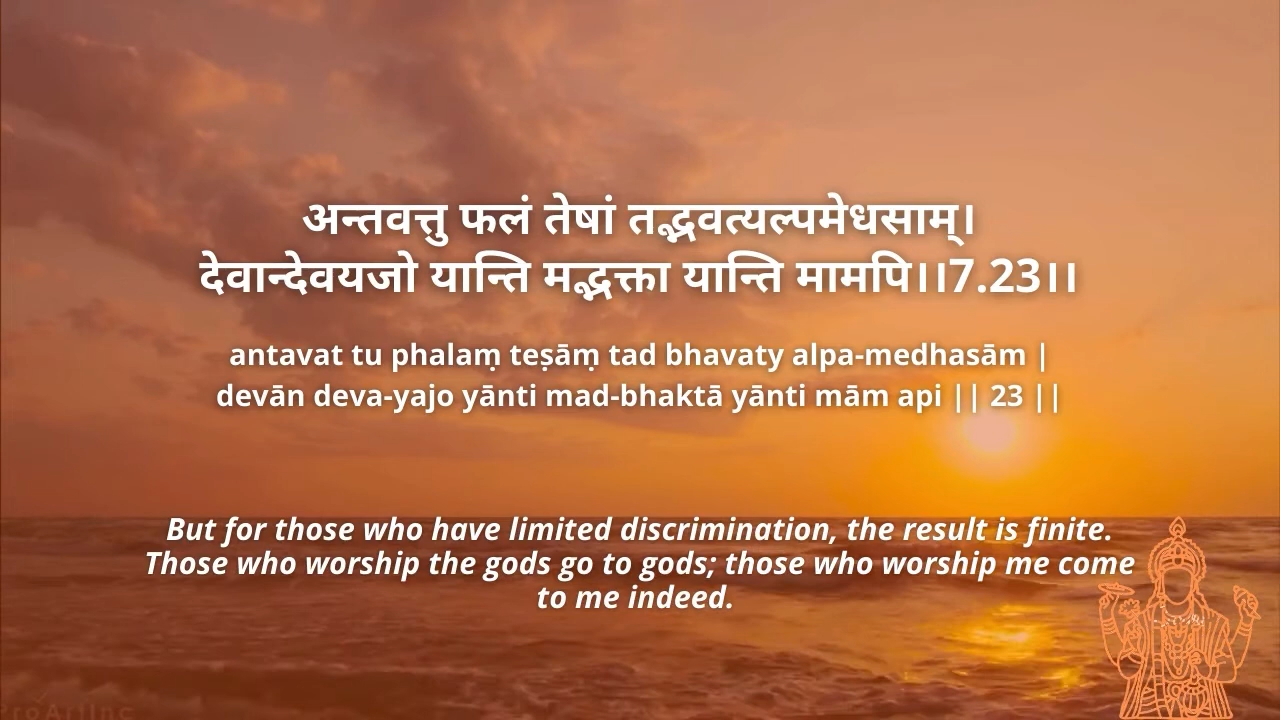 अन्तवत्तु फलं तेषां तद्भवत्यल्पमेधसाम्।
देवान्देवयजो यान्ति मद्भक्ता यान्ति मामपि।।7.23।।
antavat tu phalaṃ teṣāṃ tad bhavaty alpa-medhasām |
devān deva-yajo yānti mad-bhaktā yānti mām api || 23 ||
But for those who have limited discrimination, the result is finite.
Those who worship the gods go to gods; those who worship me come
to me indeed.
ProArtInc